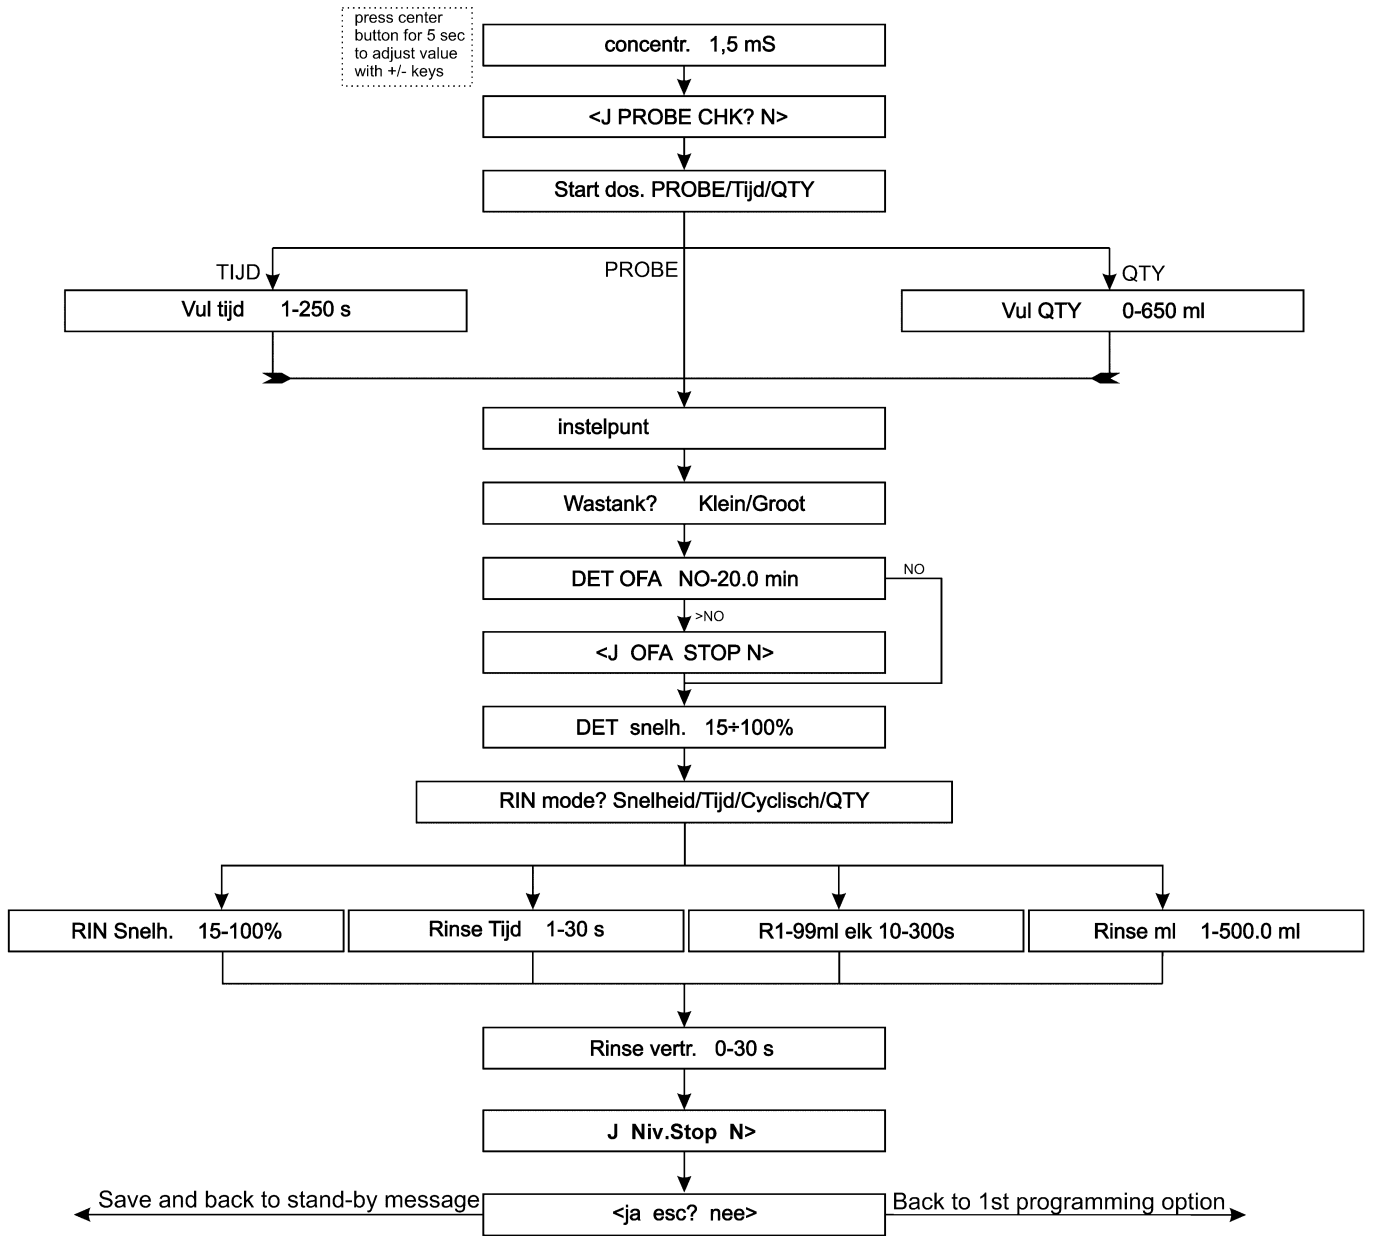 press center
button for 5 sec
to adjust value
with +/- keys
concentr. 1,5 mS
<J PROBE CHK? N>
Start dos. PROBE/Tijd/QTY
TIJD
PROBE
QTY
Vul tijd 1-250 s
Vul QTY 0-650 ml
instelpunt
Wastank? Klein/Groot
DET OFA NO-20.0 min
NO
>NO
<J OFA STOP N>
DET snelh. 15÷100%
RIN mode? Snelheid/Tijd/Cyclisch/QTY
RIN Snelh. 15-100%
Rinse Tijd 1-30 s
R1-99ml elk 10-300s
Rinse ml 1-500.0 ml
Rinse vertr. 0-30 s
J Niv.Stop N>
Save and back to stand-by message
<ja esc? nee>
Back to 1st programming option